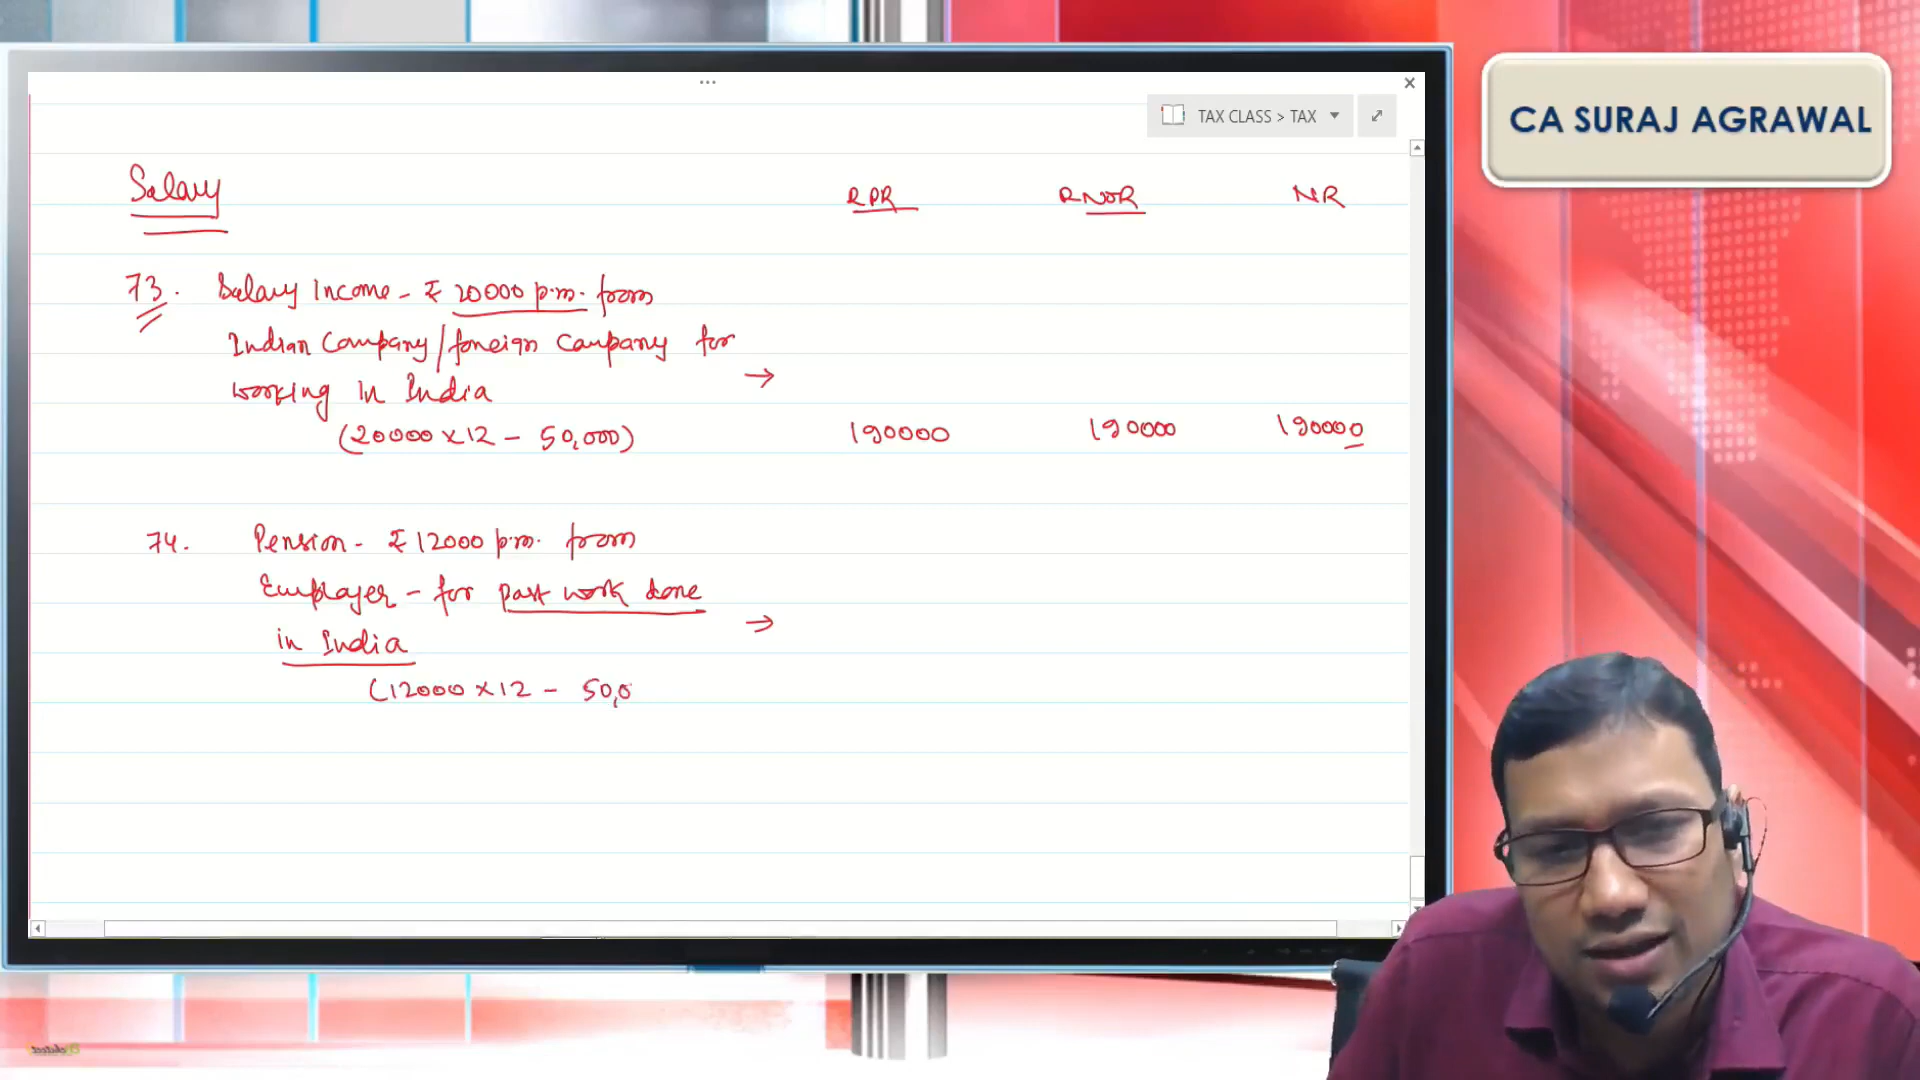 CA SURAJ AGRAWAL
TAX CLASS > TAX
Salary RPR RNOR NR
73. Salary Income - ₹ 20000 p.m. from
Indian Company/foreign Company for
working in India →
(20000 × 12 - 50,000) 190000 190000 190000
74. Pension - ₹ 12000 p.m. from
Employer - for past work done
in India →
(12000 × 12 - 50,0